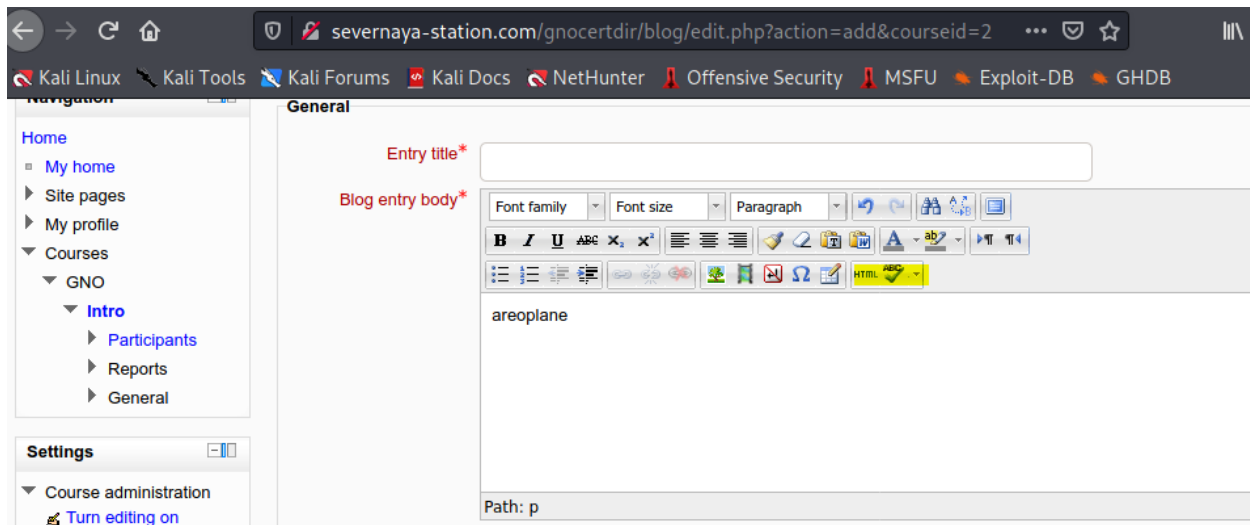 severnaya-station.com/gnocertdir/blog/edit.php?action=add&courseid=2
Kali Linux Kali Tools Kali Forums Kali Docs NetHunter Offensive Security MSFU Exploit-DB GHDB
Navigation
General
Home
My home
Site pages
My profile
Courses
GNO
Intro
Participants
Reports
General
Settings
Course administration
Turn editing on
Entry title*
Blog entry body*
Font family Font size Paragraph
B I U ABC x₂ x² A ab
HTML ABC
areoplane
Path: p